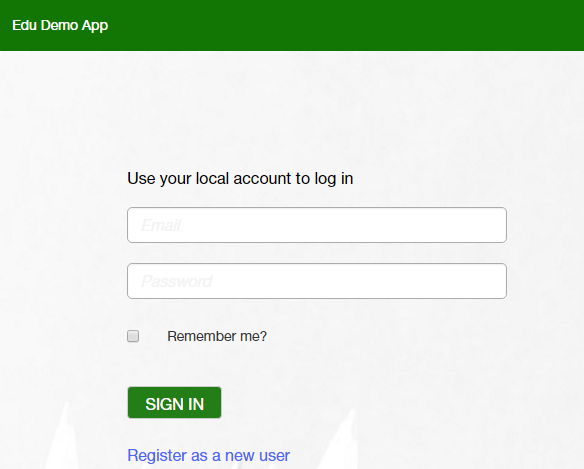 Edu Demo App
Use your local account to log in
Email
Password
Remember me?
SIGN IN
Register as a new user